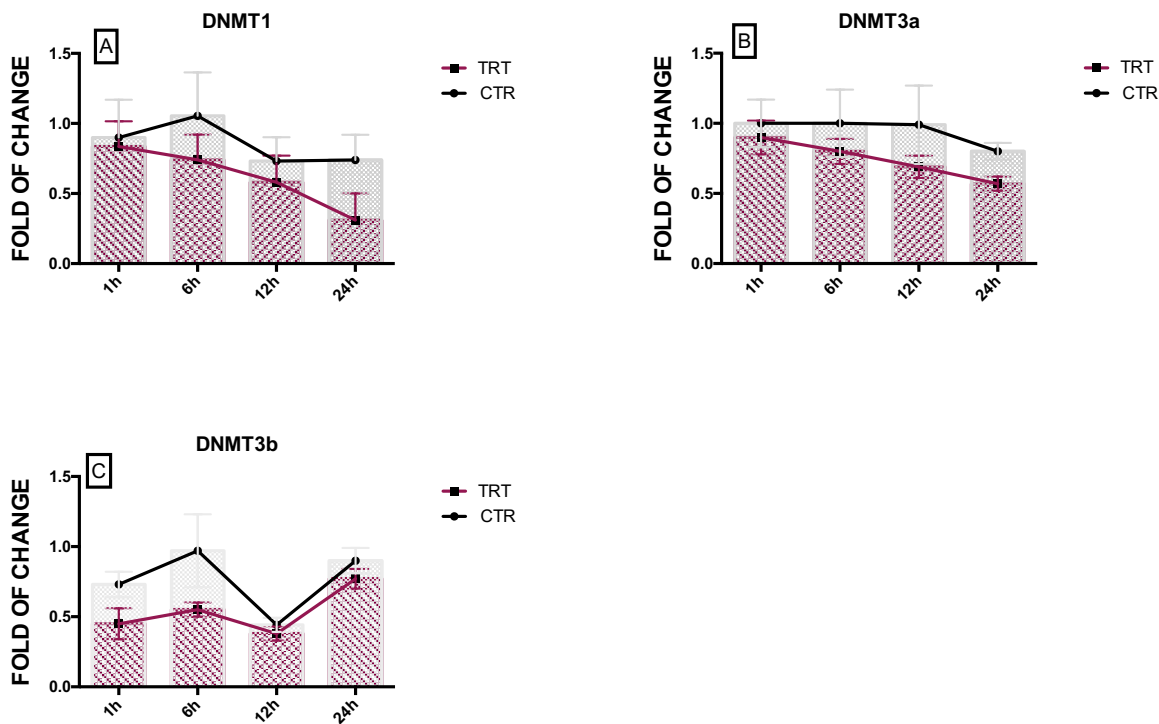 DNMT1
A
FOLD OF CHANGE
1.5
1.0
0.5
0.0
1h
6h
12h
24h
TRT
CTR
DNMT3a
B
FOLD OF CHANGE
1.5
1.0
0.5
0.0
1h
6h
12h
24h
TRT
CTR
DNMT3b
C
FOLD OF CHANGE
1.5
1.0
0.5
0.0
1h
6h
12h
24h
TRT
CTR